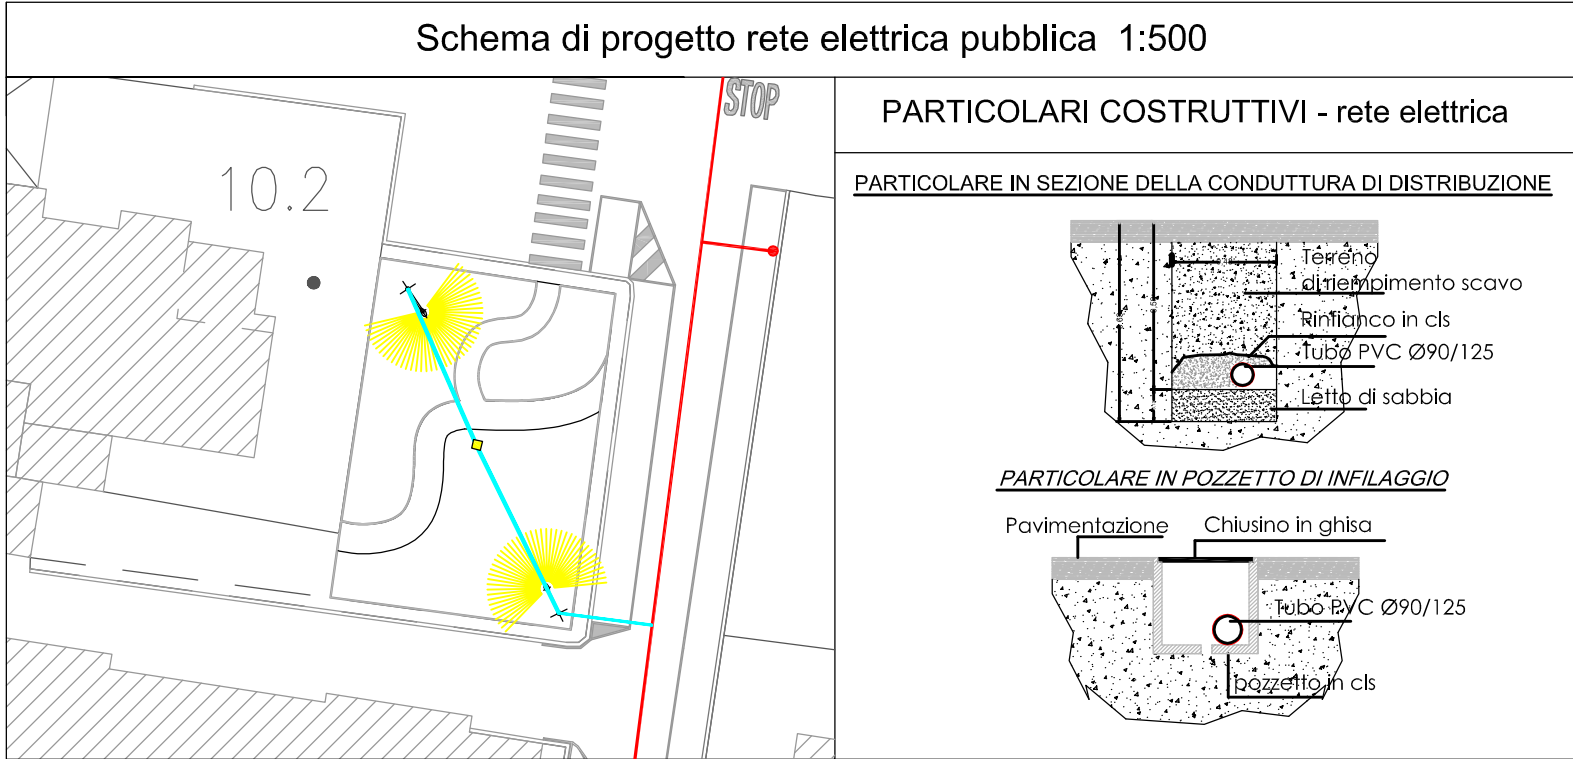 Schema di progetto rete elettrica pubblica 1:500
STOP
10.2
PARTICOLARI COSTRUTTIVI - rete elettrica
PARTICOLARE IN SEZIONE DELLA CONDUTTURA DI DISTRIBUZIONE
Terreno
di riempimento scavo
Rinfianco in cls
Tubo PVC Ø90/125
Letto di sabbia
PARTICOLARE IN POZZETTO DI INFILAGGIO
Pavimentazione
Chiusino in ghisa
Tubo PVC Ø90/125
pozzetto in cls